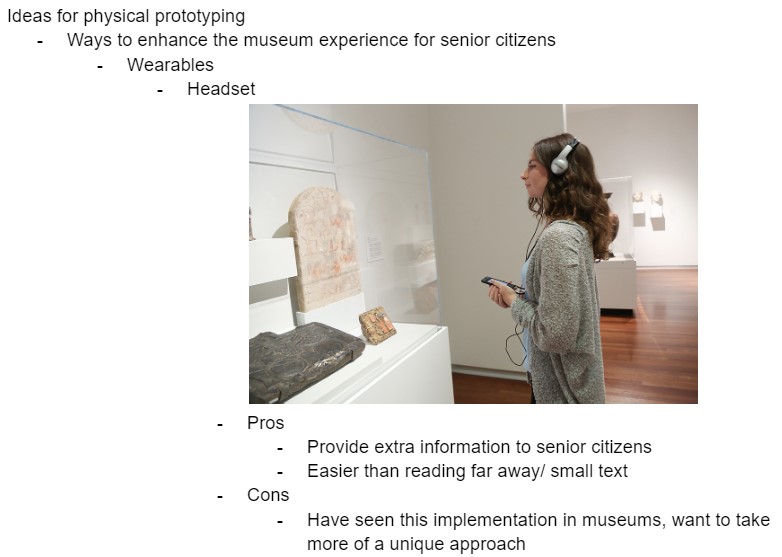 Ideas for physical prototyping
- Ways to enhance the museum experience for senior citizens
- Wearables
- Headset
- Pros
- Provide extra information to senior citizens
- Easier than reading far away/ small text
- Cons
- Have seen this implementation in museums, want to take
more of a unique approach